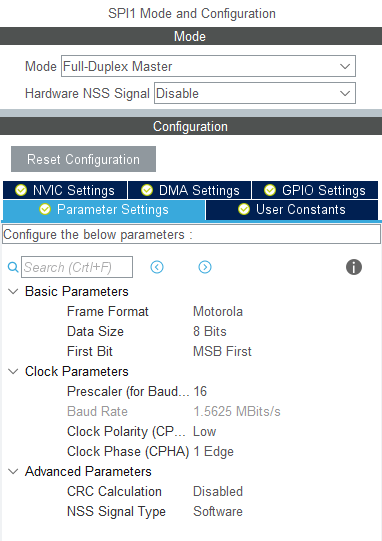 SPI1 Mode and Configuration
Mode
Mode Full-Duplex Master
Hardware NSS Signal Disable
Configuration
Reset Configuration
NVIC Settings DMA Settings GPIO Settings
Parameter Settings User Constants
Configure the below parameters :
Search (CrtI+F)
Basic Parameters
Frame Format Motorola
Data Size 8 Bits
First Bit MSB First
Clock Parameters
Prescaler (for Baud... 16
Baud Rate 1.5625 MBits/s
Clock Polarity (CP... Low
Clock Phase (CPHA) 1 Edge
Advanced Parameters
CRC Calculation Disabled
NSS Signal Type Software